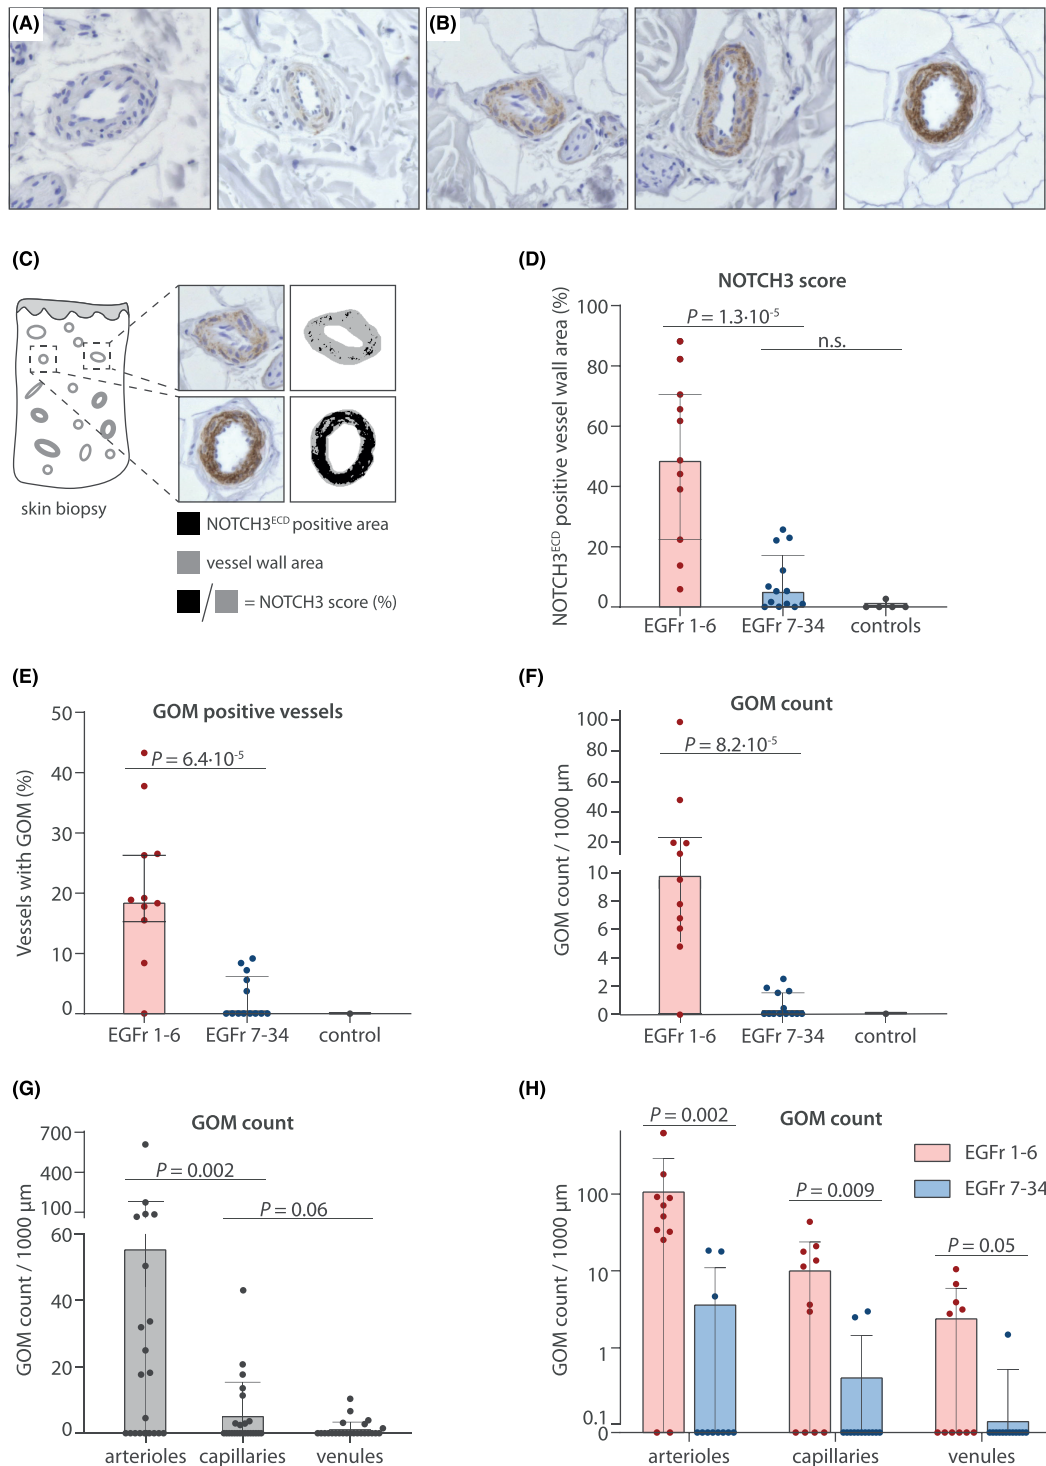 (A)
(B)
(C)
skin biopsy
NOTCH3ᴱᶜᴰ positive area
vessel wall area
/ = NOTCH3 score (%)
(D)
NOTCH3 score
NOTCH3ᴱᶜᴰ positive vessel wall area (%)
100
80
60
40
20
0
P = 1.3·10⁻⁵
n.s.
EGFr 1-6 EGFr 7-34 controls
(E)
GOM positive vessels
Vessels with GOM (%)
50
40
30
20
10
0
P = 6.4·10⁻⁵
EGFr 1-6 EGFr 7-34 control
(F)
GOM count
GOM count / 1000 µm
100
80
60
40
20
10
8
6
4
2
0
P = 8.2·10⁻⁵
EGFr 1-6 EGFr 7-34 control
(G)
GOM count
GOM count / 1000 µm
700
400
100
60
40
20
0
P = 0.002
P = 0.06
arterioles capillaries venules
(H)
GOM count
GOM count / 1000 µm
100
10
1
0.1
0
P = 0.002
P = 0.009
P = 0.05
EGFr 1-6
EGFr 7-34
arterioles capillaries venules